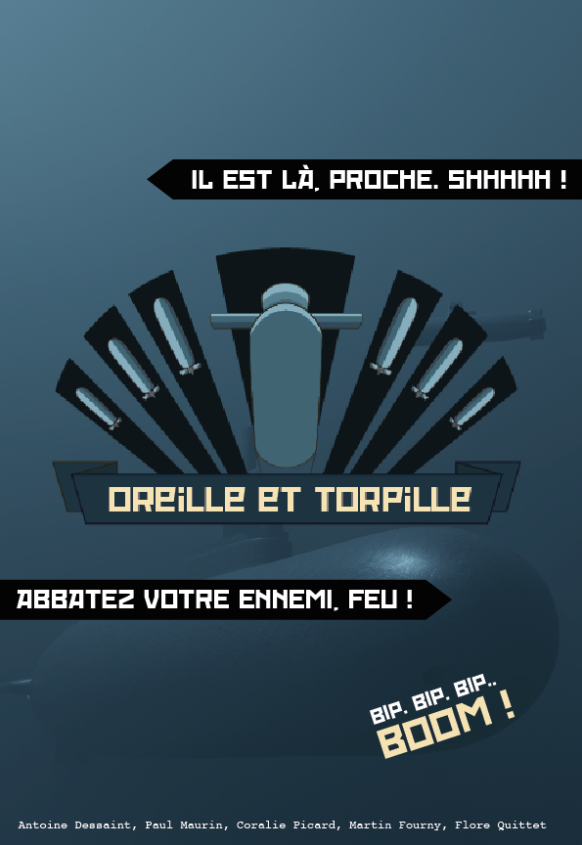 IL EST LÀ, PROCHE. SHHHHH !
OREILLE ET TORPILLE
ABBATEZ VOTRE ENNEMI, FEU !
BIP. BIP. BIP..
BOOM !
Antoine Dessaint, Paul Maurin, Coralie Picard, Martin Fourny, Flore Quittet